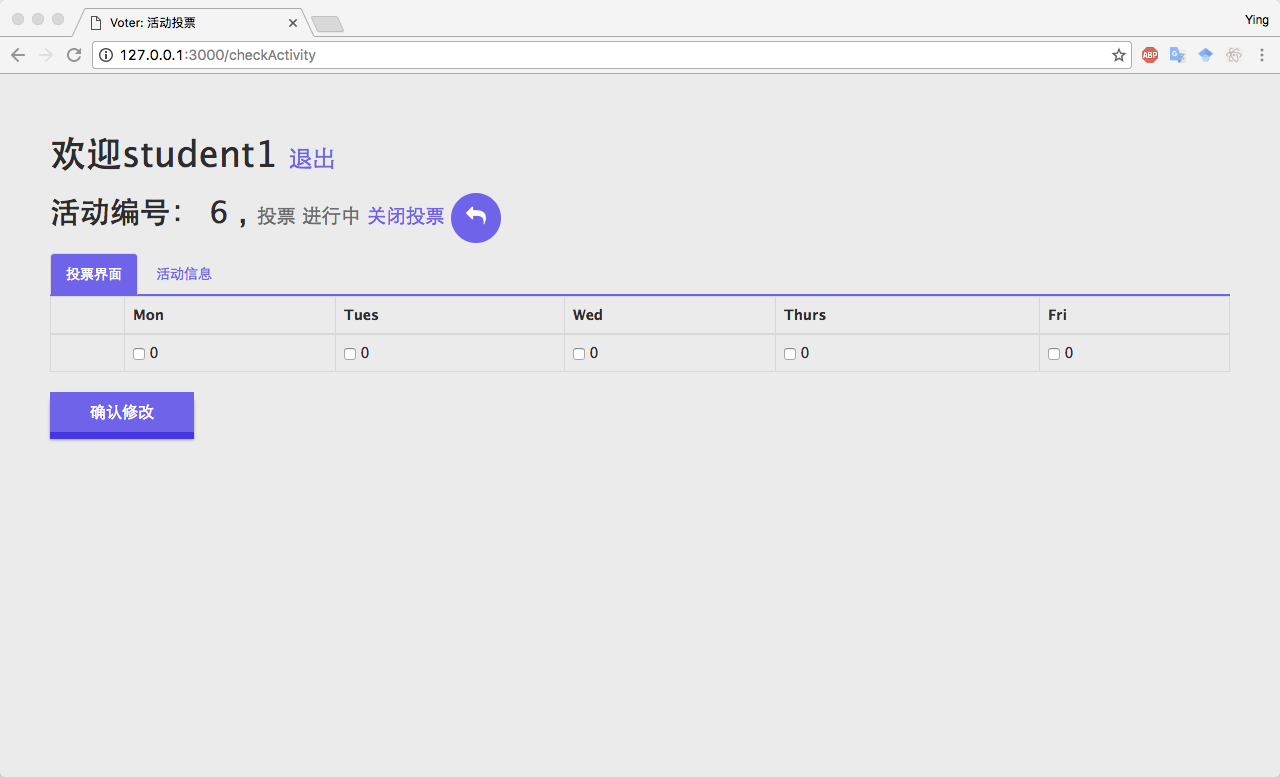 Voter: 活动投票
Ying
127.0.0.1:3000/checkActivity
ABP
欢迎student1 退出
活动编号： 6 , 投票 进行中 关闭投票
投票界面 活动信息
Mon Tues Wed Thurs Fri
0 0 0 0 0
确认修改